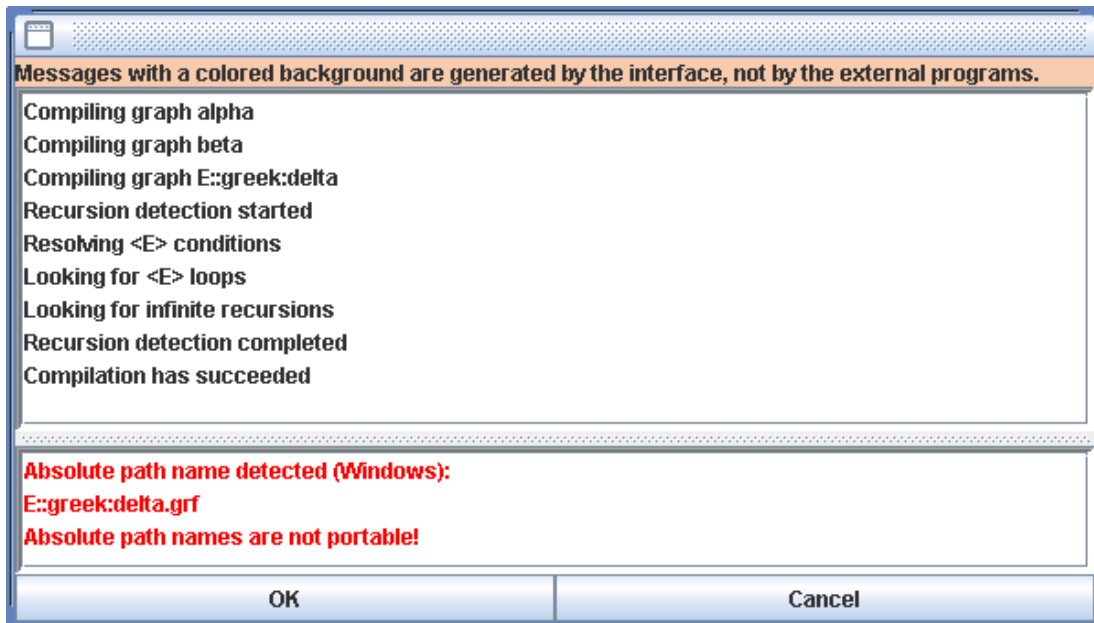 Messages with a colored background are generated by the interface, not by the external programs.
Compiling graph alpha
Compiling graph beta
Compiling graph E::greek:delta
Recursion detection started
Resolving <E> conditions
Looking for <E> loops
Looking for infinite recursions
Recursion detection completed
Compilation has succeeded
Absolute path name detected (Windows):
E::greek:delta.grf
Absolute path names are not portable!
OK Cancel